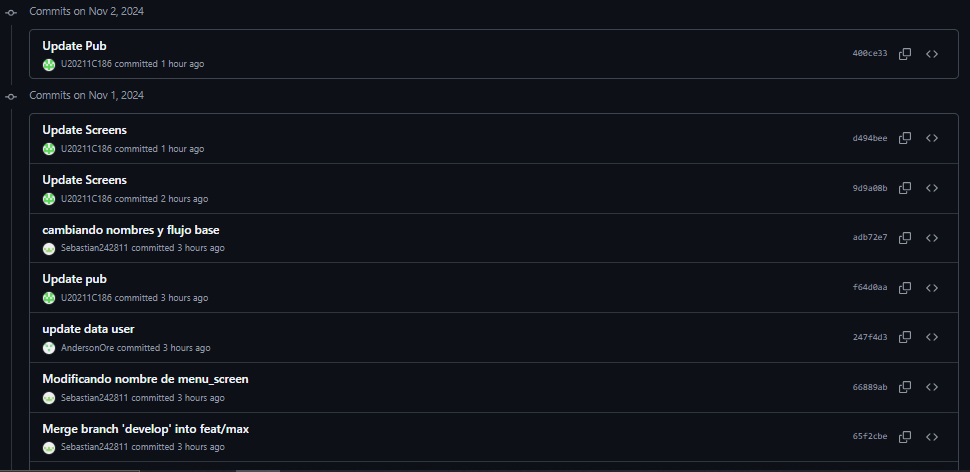 Commits on Nov 2, 2024
Update Pub
U20211C186 committed 1 hour ago
400ce33
Commits on Nov 1, 2024
Update Screens
U20211C186 committed 1 hour ago
d494bee
Update Screens
U20211C186 committed 2 hours ago
9d9a08b
cambiando nombres y flujo base
Sebastian242811 committed 3 hours ago
adb72e7
Update pub
U20211C186 committed 3 hours ago
f64d0aa
update data user
AndersonOre committed 3 hours ago
247f4d3
Modificando nombre de menu_screen
Sebastian242811 committed 3 hours ago
66889ab
Merge branch 'develop' into feat/max
Sebastian242811 committed 3 hours ago
65f2cbe